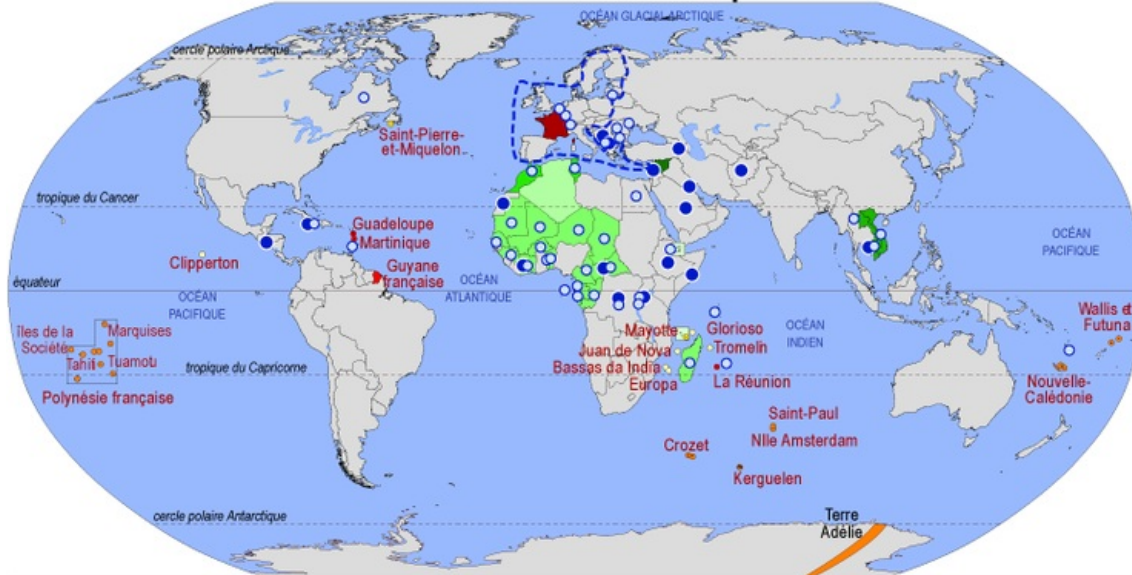 OCÉAN GLACIAL ARCTIQUE
cercle polaire Arctique
Saint-Pierre-
et-Miquelon
tropique du Cancer
Guadeloupe
Martinique
OCÉAN
PACIFIQUE
Clipperton
Guyane
française
équateur
OCÉAN
ATLANTIQUE
OCÉAN
PACIFIQUE
îles de la
Société
Marquises
Tahiti
Tuamotu
Polynésie française
tropique du Capricorne
Mayotte
Glorioso
Juan de Nova
Tromelin
Bassas da India
Europa
La Réunion
OCÉAN
INDIEN
Wallis et
Futuna
Nouvelle-
Calédonie
Saint-Paul
Nlle Amsterdam
Crozet
Kerguelen
cercle polaire Antarctique
Terre
Adélie